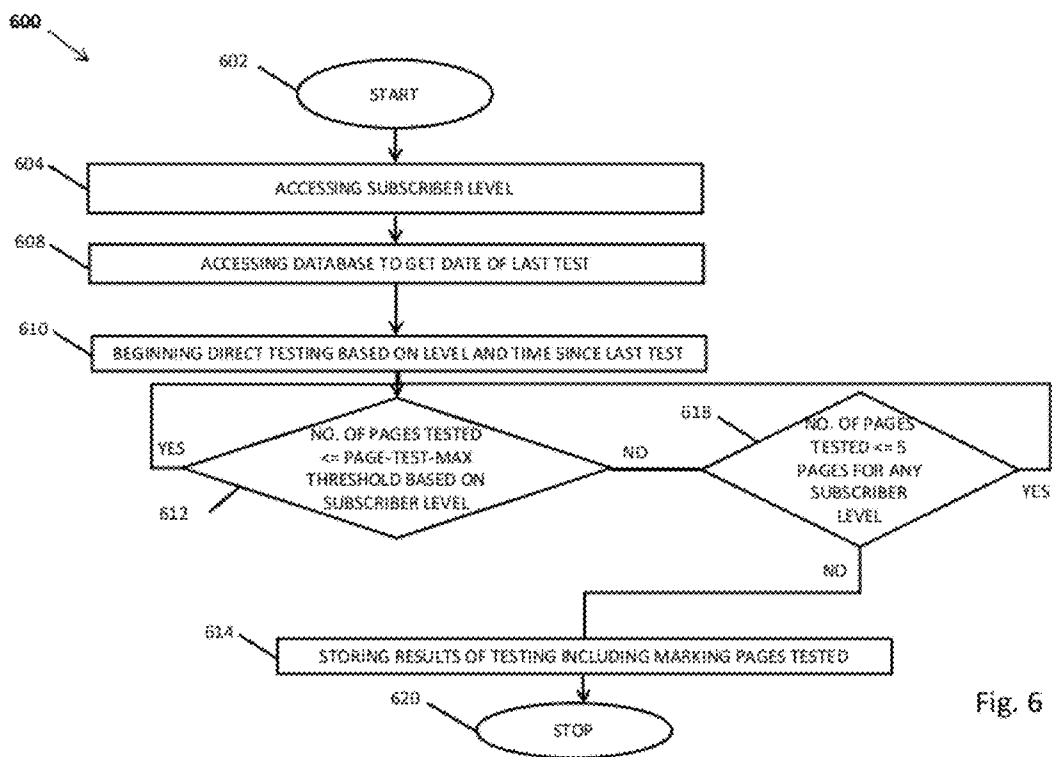 600
602
START
604
ACCESSING SUBSCRIBER LEVEL
608
ACCESSING DATABASE TO GET DATE OF LAST TEST
610
BEGINNING DIRECT TESTING BASED ON LEVEL AND TIME SINCE LAST TEST
YES
NO. OF PAGES TESTED
<= PAGE-TEST-MAX
THRESHOLD BASED ON
SUBSCRIBER LEVEL
612
NO
618
NO. OF PAGES
TESTED <= 5
PAGES FOR ANY
SUBSCRIBER
LEVEL
YES
NO
614
STORING RESULTS OF TESTING INCLUDING MARKING PAGES TESTED
620
STOP
Fig. 6